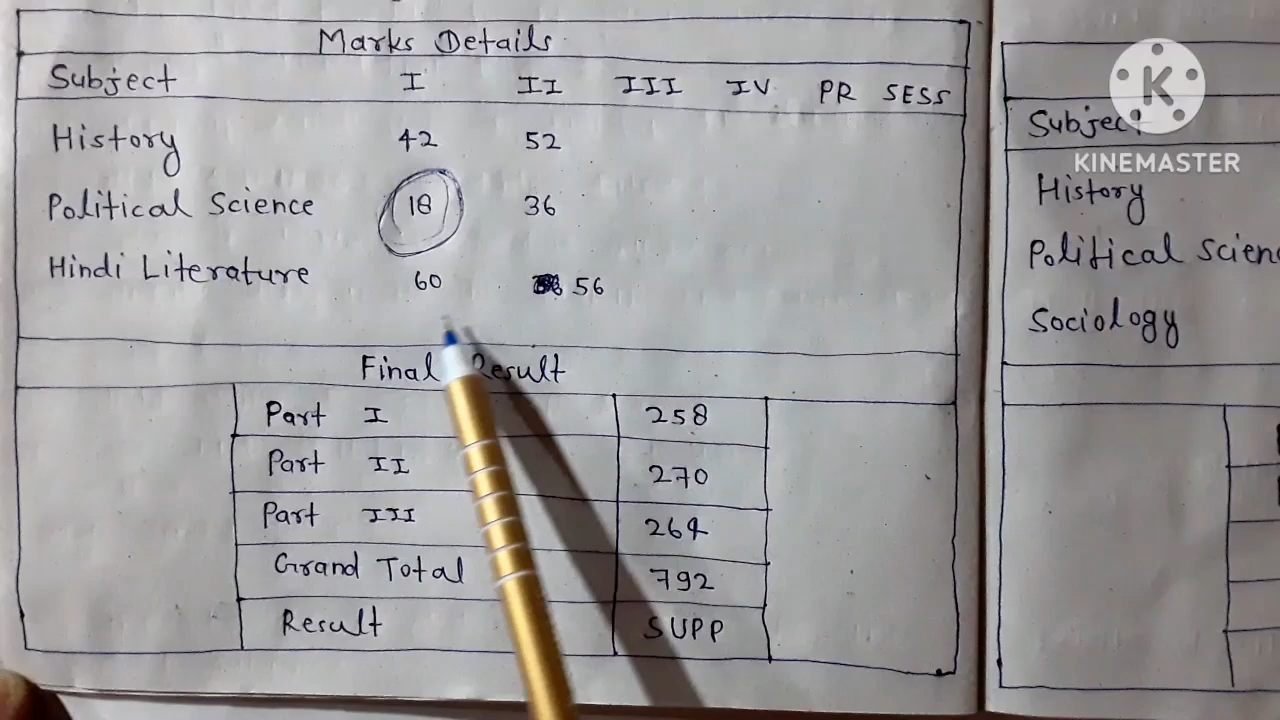 Marks Details
Subject I II III IV PR SESS
History 42 52
Political Science 18 36
Hindi Literature 60 56
Final Result
Part I 258
Part II 270
Part III 264
Grand Total 792
Result SUPP
K
KINEMASTER
Subject
History
Political Scienc
Sociology